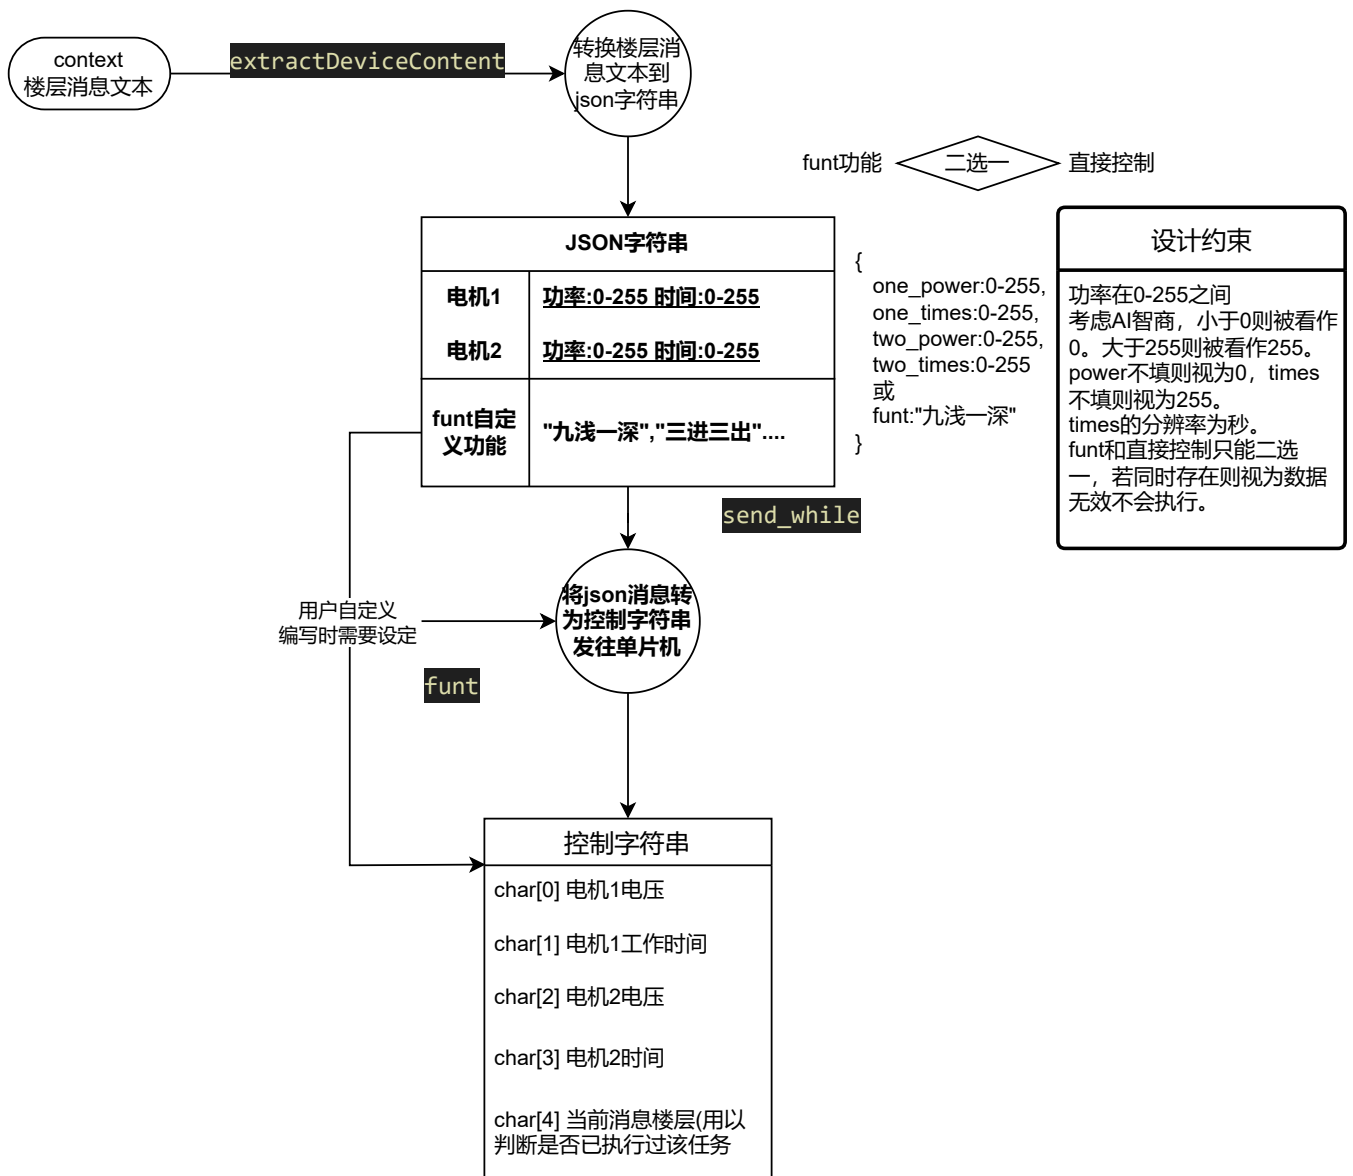 context
楼层消息文本
extractDeviceContent
转换楼层消
息文本到
json字符串
funt功能
二选一
直接控制
JSON字符串
电机1
功率:0-255 时间:0-255
电机2
功率:0-255 时间:0-255
funt自定
义功能
"九浅一深","三进三出"....
{
one_power:0-255,
one_times:0-255,
two_power:0-255,
two_times:0-255
或
funt:"九浅一深"
}
设计约束
功率在0-255之间
考虑AI智商，小于0则被看作
0。大于255则被看作255。
power不填则视为0，times
不填则视为255。
times的分辨率为秒。
funt和直接控制只能二选
一，若同时存在则视为数据
无效不会执行。
send_while
将json消息转
为控制字符串
发往单片机
用户自定义
编写时需要设定
funt
控制字符串
char[0] 电机1电压
char[1] 电机1工作时间
char[2] 电机2电压
char[3] 电机2时间
char[4] 当前消息楼层(用以
判断是否已执行过该任务